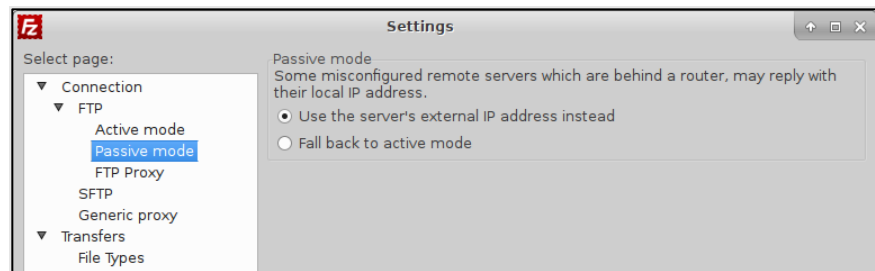 Fz
Settings
Select page:
Connection
FTP
Active mode
Passive mode
FTP Proxy
SFTP
Generic proxy
Transfers
File Types
Passive mode
Some misconfigured remote servers which are behind a router, may reply with
their local IP address.
Use the server's external IP address instead
Fall back to active mode